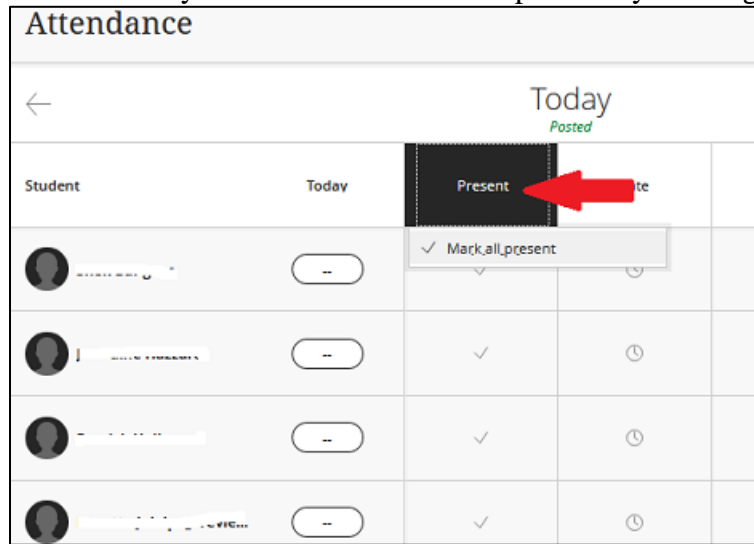 Attendance
Today
Posted
Student Today Present
Mark all present
--
--
--
--